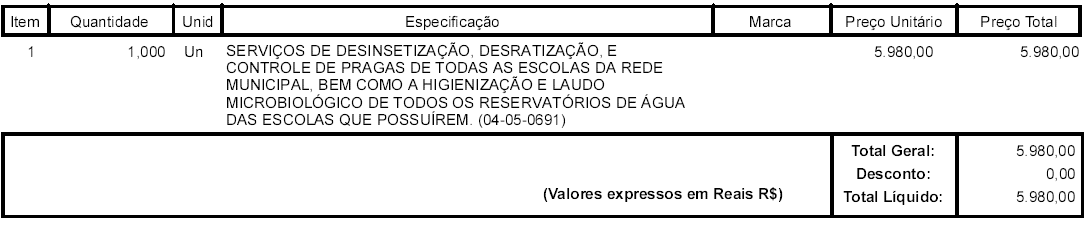 Item Quantidade Unid Especificação Marca Preço Unitário Preço Total
1 1,000 Un SERVIÇOS DE DESINSETIZAÇÃO, DESRATIZAÇÃO, E 5.980,00 5.980,00
CONTROLE DE PRAGAS DE TODAS AS ESCOLAS DA REDE
MUNICIPAL, BEM COMO A HIGIENIZAÇÃO E LAUDO
MICROBIOLÓGICO DE TODOS OS RESERVATÓRIOS DE ÁGUA
DAS ESCOLAS QUE POSSUÍREM. (04-05-0691)
Total Geral: 5.980,00
Desconto: 0,00
(Valores expressos em Reais R$) Total Líquido: 5.980,00